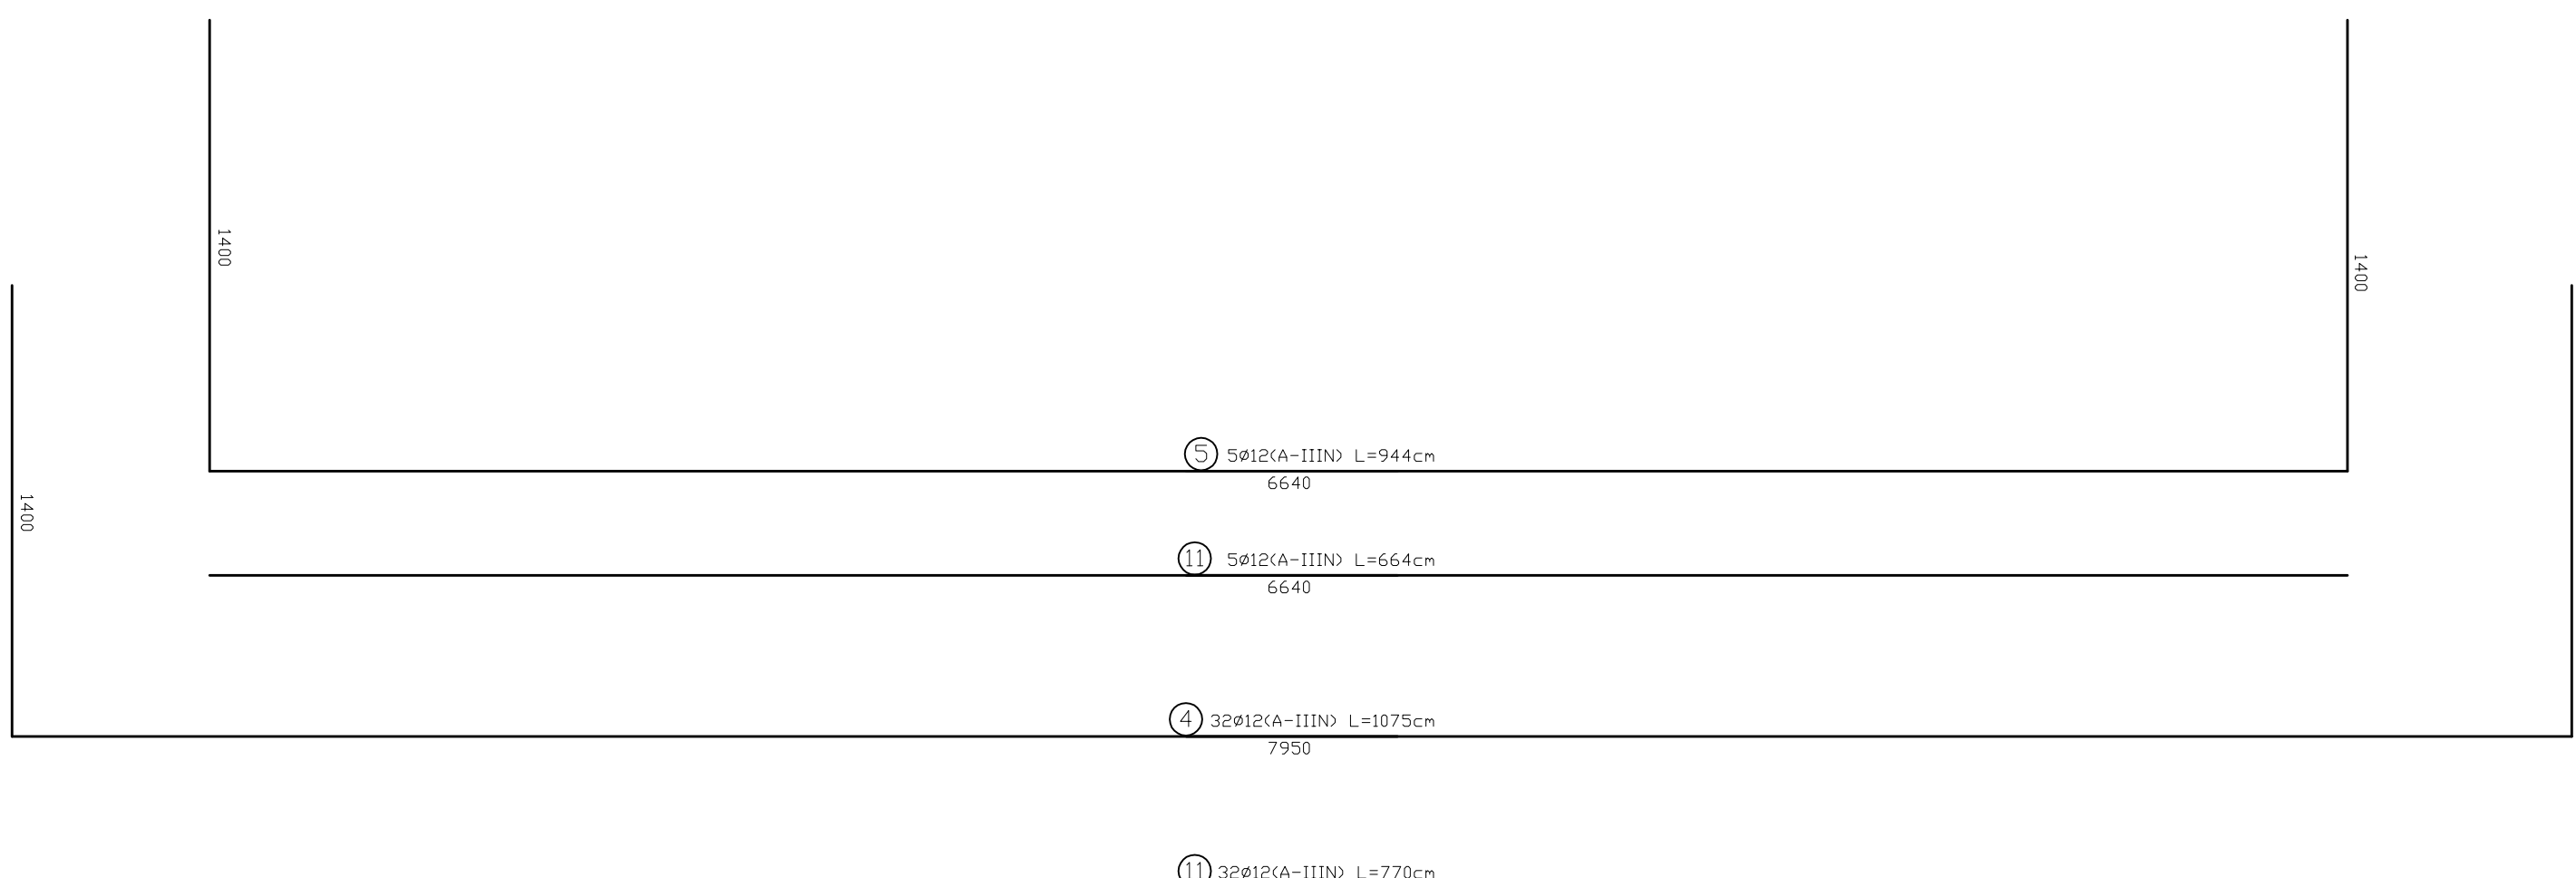 1400
1400
5 5ø12(A-IIIN) L=944cm
6640
1400
11 5ø12(A-IIIN) L=664cm
6640
4 32ø12(A-IIIN) L=1075cm
7950
11 32ø12(A-IIIN) L=770cm